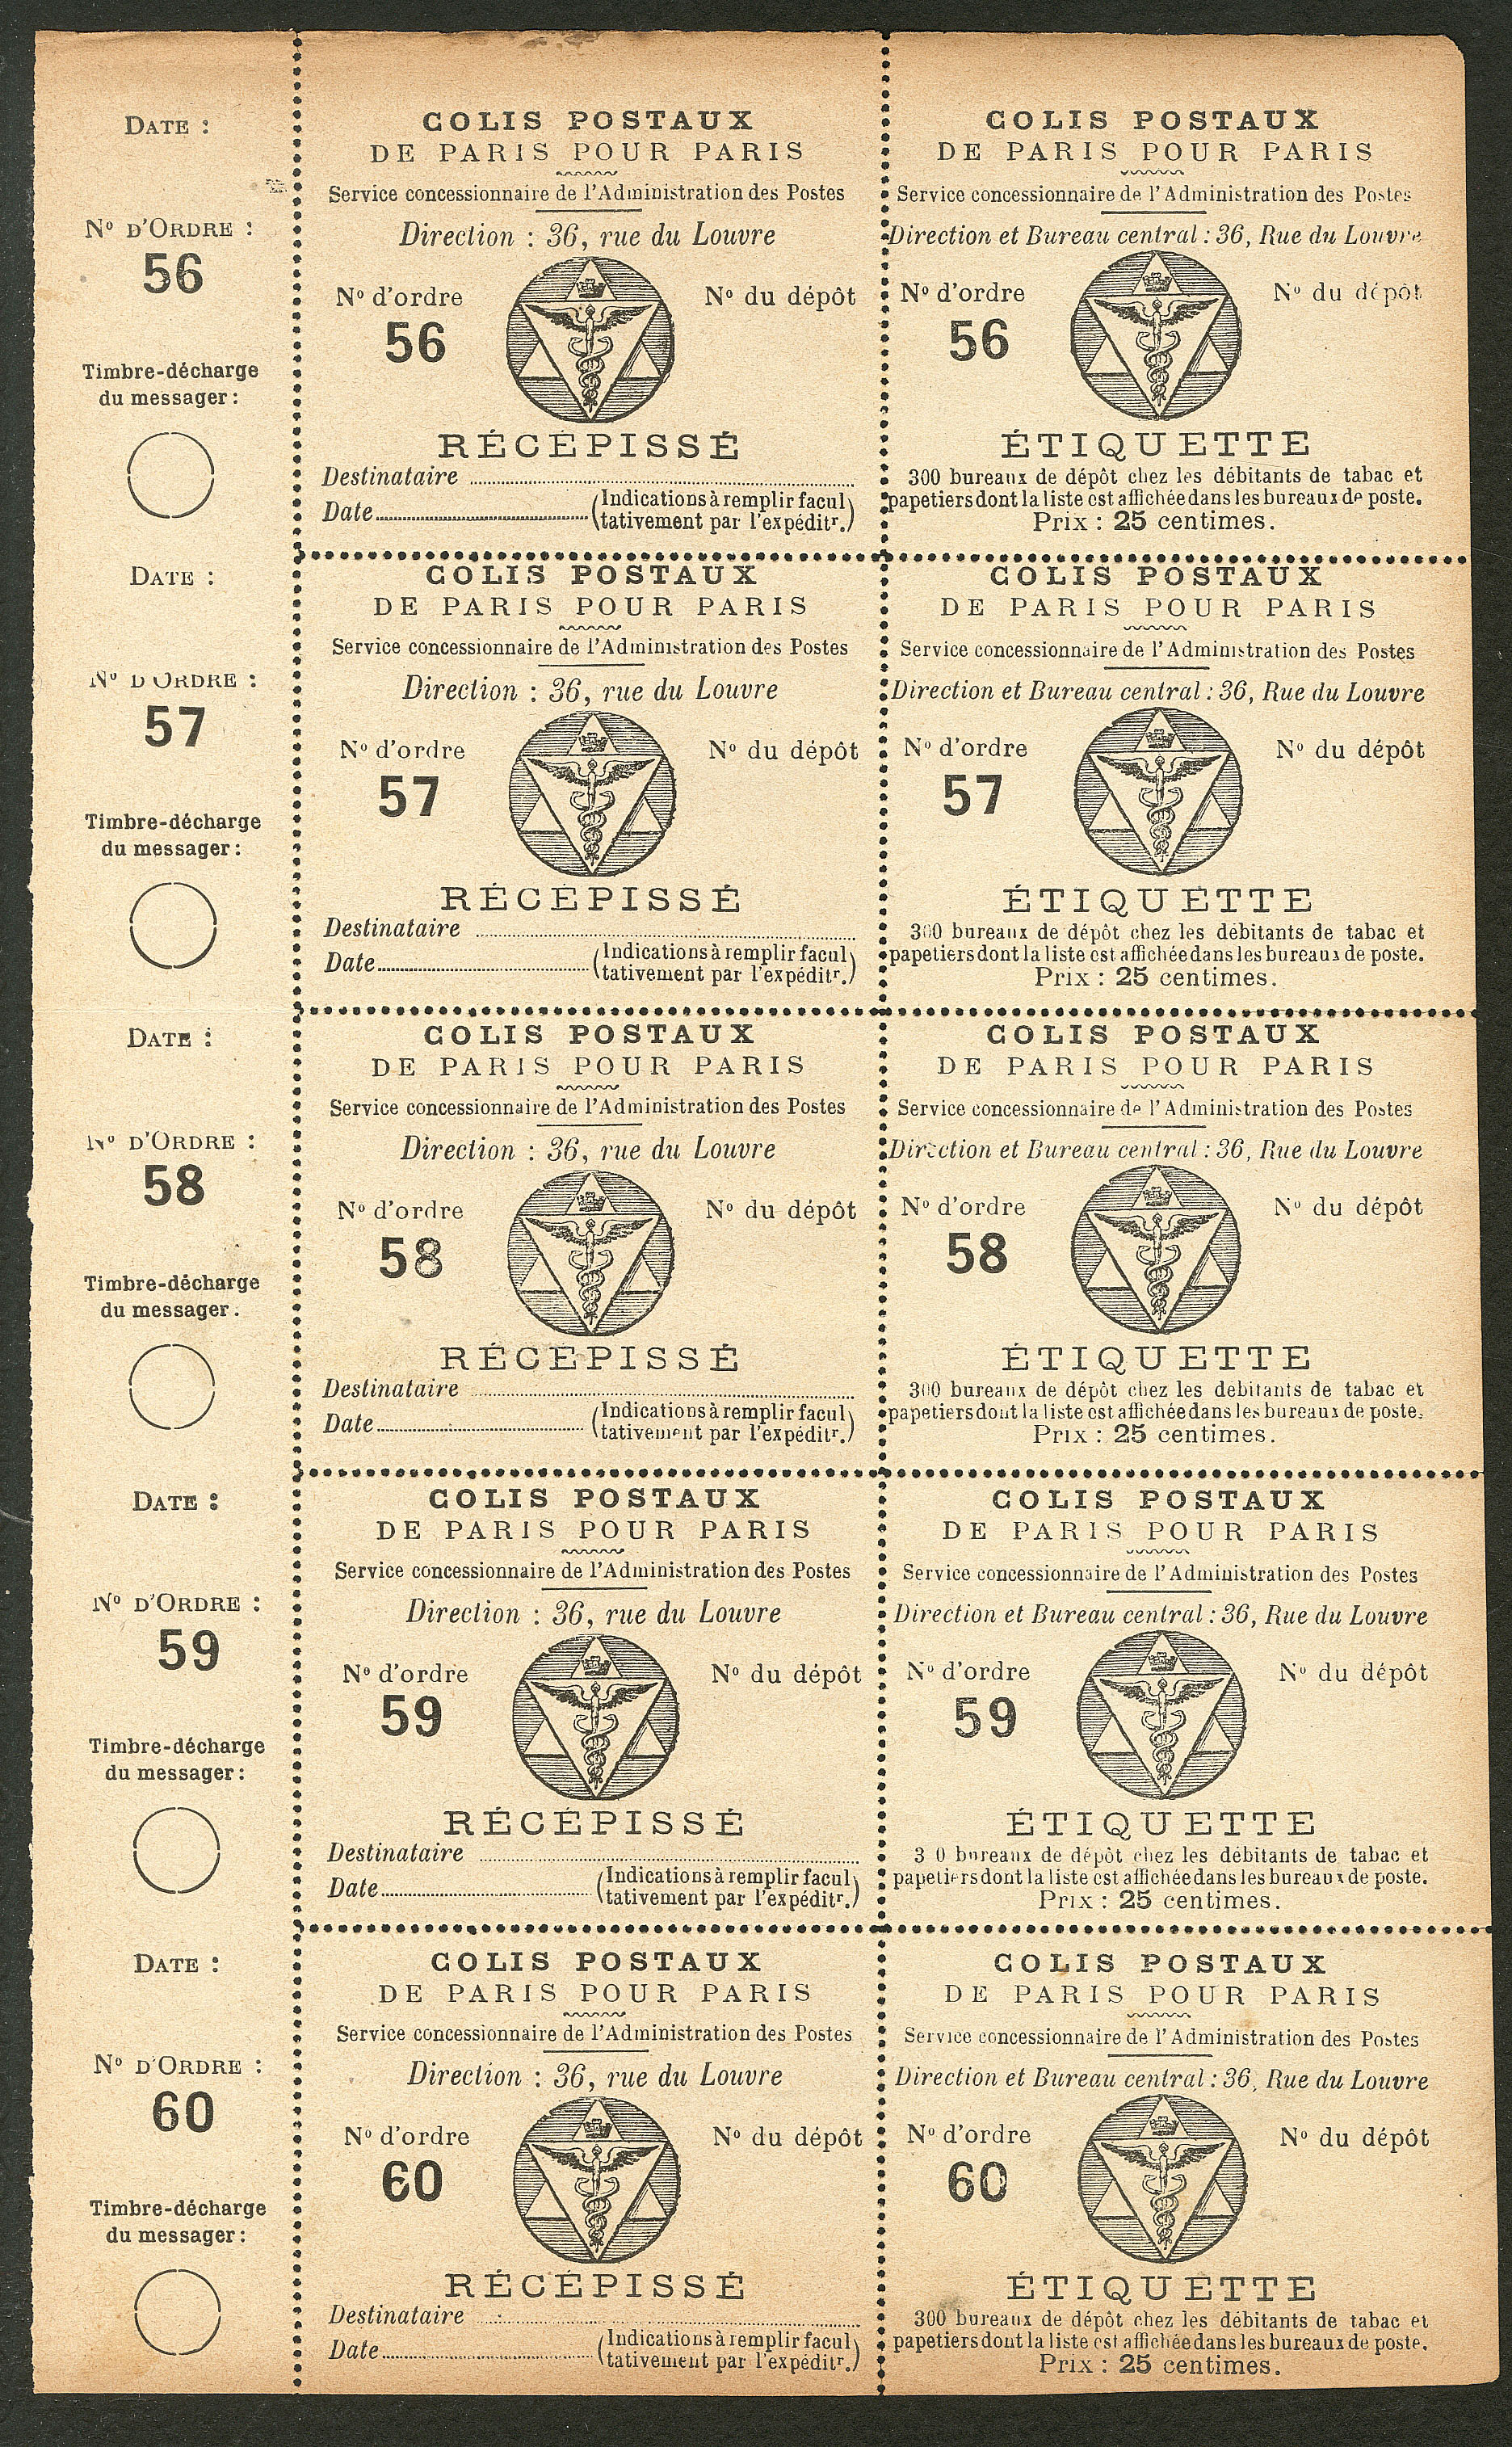 DATE :
N° D'ORDRE :
56
Timbre-décharge
du messager :
COLIS POSTAUX
DE PARIS POUR PARIS
Service concessionnaire de l'Administration des Postes
Direction : 36, rue du Louvre
N° d'ordre
N° du dépôt
56
RÉCÉPISSÉ
Destinataire
Date
(Indications à remplir facul
tativement par l'expéditr.)
COLIS POSTAUX
DE PARIS POUR PARIS
Service concessionnaire de l'Administration des Postes
Direction et Bureau central : 36, Rue du Louvre
N° d'ordre
N° du dépôt
56
ÉTIQUETTE
300 bureaux de dépôt chez les débitants de tabac et
papetiers dont la liste est affichée dans les bureaux de poste.
Prix : 25 centimes.
DATE :
N° D'ORDRE :
57
Timbre-décharge
du messager :
COLIS POSTAUX
DE PARIS POUR PARIS
Service concessionnaire de l'Administration des Postes
Direction : 36, rue du Louvre
N° d'ordre
N° du dépôt
57
RÉCÉPISSÉ
Destinataire
Date
(Indications à remplir facul
tativement par l'expéditr.)
COLIS POSTAUX
DE PARIS POUR PARIS
Service concessionnaire de l'Administration des Postes
Direction et Bureau central : 36, Rue du Louvre
N° d'ordre
N° du dépôt
57
ÉTIQUETTE
300 bureaux de dépôt chez les débitants de tabac et
papetiers dont la liste est affichée dans les bureaux de poste.
Prix : 25 centimes.
DATE :
N° D'ORDRE :
58
Timbre-décharge
du messager .
COLIS POSTAUX
DE PARIS POUR PARIS
Service concessionnaire de l'Administration des Postes
Direction : 36, rue du Louvre
N° d'ordre
N° du dépôt
58
RÉCÉPISSÉ
Destinataire
Date
(Indications à remplir facul
tativement par l'expéditr.)
COLIS POSTAUX
DE PARIS POUR PARIS
Service concessionnaire de l'Administration des Postes
Direction et Bureau central : 36, Rue du Louvre
N° d'ordre
N° du dépôt
58
ÉTIQUETTE
300 bureaux de dépôt chez les debitants de tabac et
papetiers dont la liste est affichée dans les bureaux de poste.
Prix : 25 centimes.
DATE :
N° D'ORDRE :
59
Timbre-décharge
du messager :
COLIS POSTAUX
DE PARIS POUR PARIS
Service concessionnaire de l'Administration des Postes
Direction : 36, rue du Louvre
N° d'ordre
N° du dépôt
59
RÉCÉPISSÉ
Destinataire
Date
(Indications à remplir facul
tativement par l'expéditr.)
COLIS POSTAUX
DE PARIS POUR PARIS
Service concessionnaire de l'Administration des Postes
Direction et Bureau central : 36, Rue du Louvre
N° d'ordre
N° du dépôt
59
ÉTIQUETTE
3 0 bureaux de dépôt chez les débitants de tabac et
papetiers dont la liste est affichée dans les bureaux de poste.
Prix : 25 centimes.
DATE :
N° D'ORDRE :
60
Timbre-décharge
du messager :
COLIS POSTAUX
DE PARIS POUR PARIS
Service concessionnaire de l'Administration des Postes
Direction : 36, rue du Louvre
N° d'ordre
N° du dépôt
60
RÉCÉPISSÉ
Destinataire
Date
(Indications à remplir facul
tativement par l'expéditr.)
COLIS POSTAUX
DE PARIS POUR PARIS
Service concessionnaire de l'Administration des Postes
Direction et Bureau central : 36, Rue du Louvre
N° d'ordre
N° du dépôt
60
ÉTIQUETTE
300 bureaux de dépôt chez les débitants de tabac et
papetiers dont la liste est affichée dans les bureaux de poste.
Prix : 25 centimes.